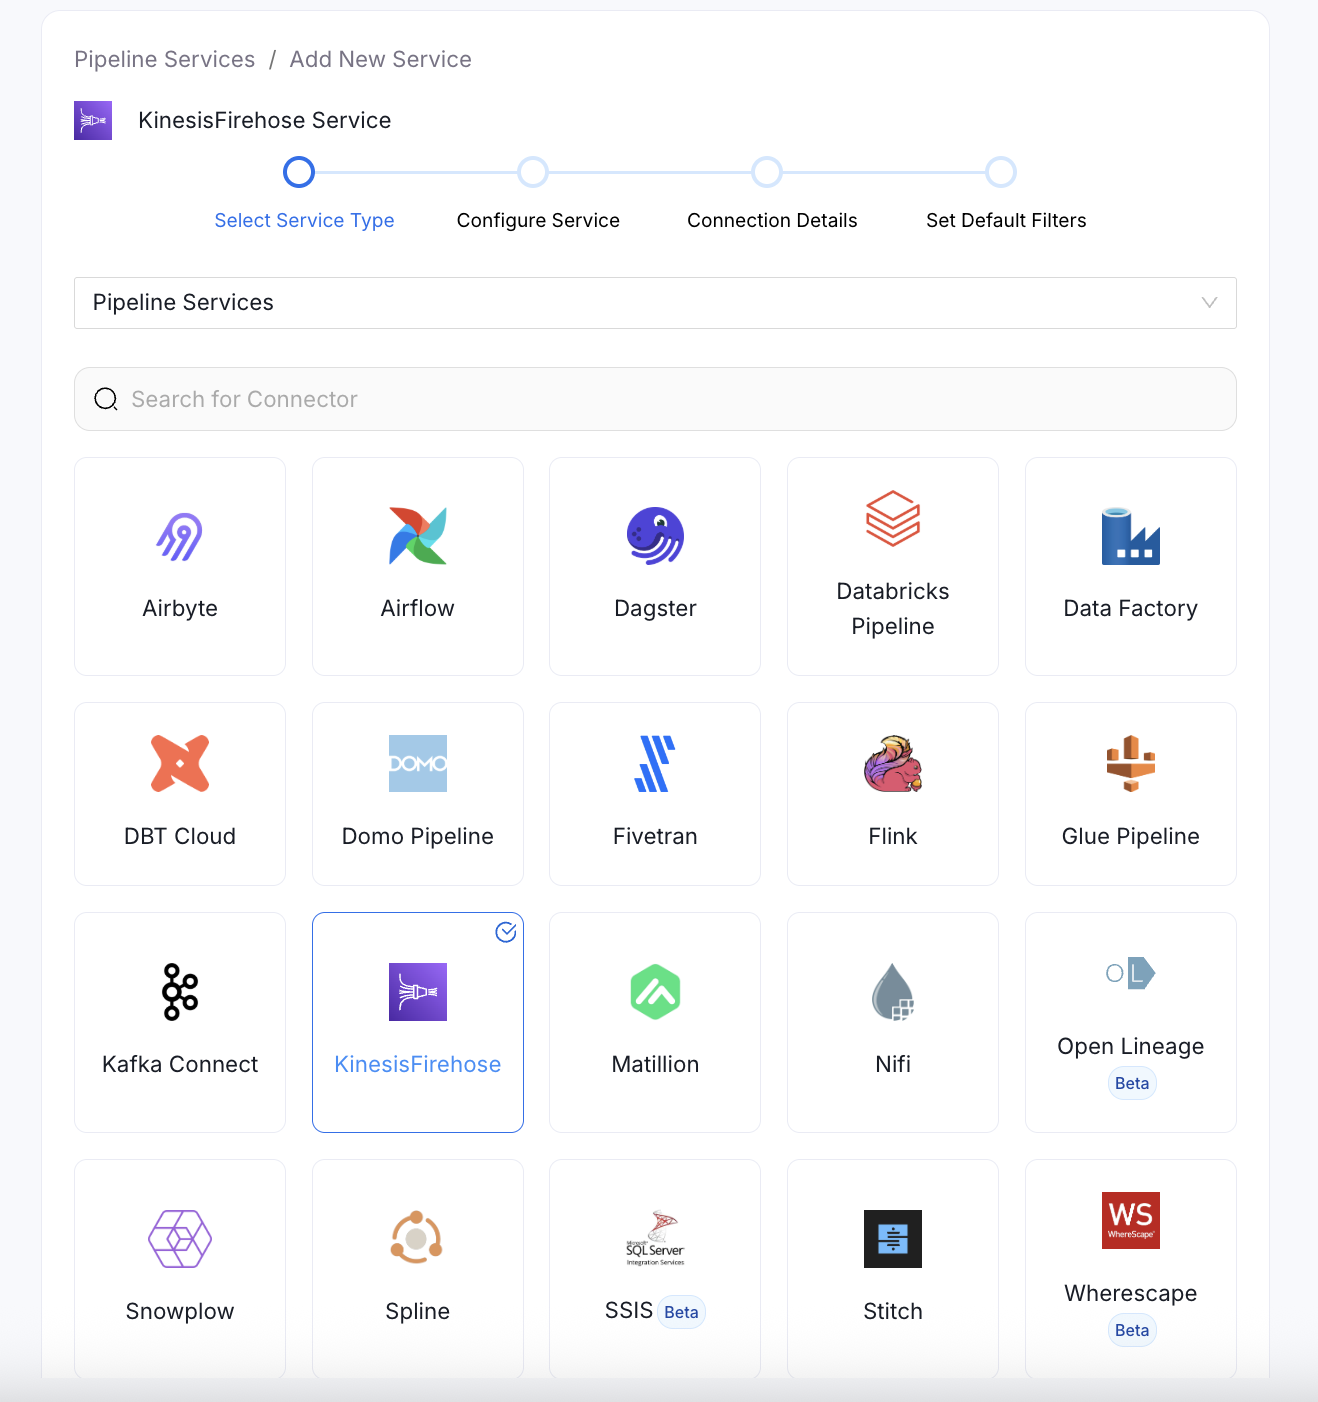 Pipeline Services / Add New Service
KinesisFirehose Service
Select Service Type
Configure Service
Connection Details
Set Default Filters
Pipeline Services
Search for Connector
Airbyte
Airflow
Dagster
Databricks
Pipeline
Data Factory
DBT Cloud
DOMO
Domo Pipeline
Fivetran
Flink
Glue Pipeline
Kafka Connect
KinesisFirehose
Matillion
Nifi
OL
Open Lineage
Beta
Snowplow
Spline
Microsoft
SQL Server
Integration Services
SSIS Beta
Stitch
WS
WhereScape
Wherescape
Beta